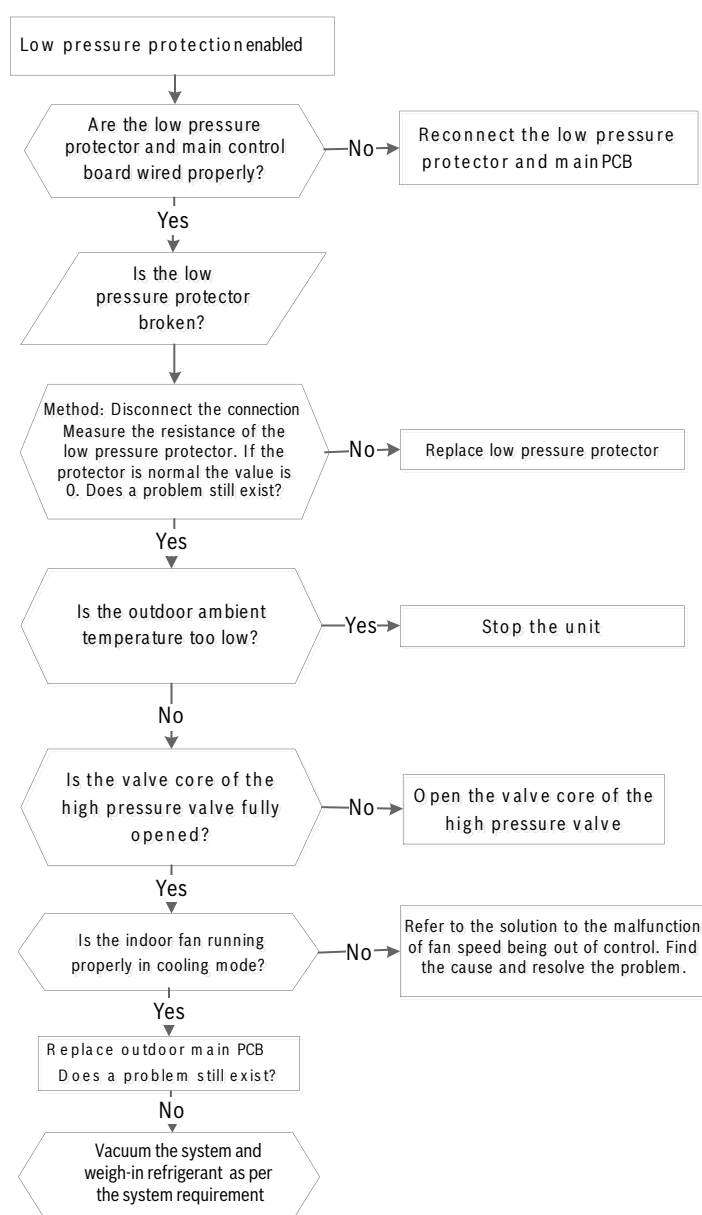 Low pressure protection enabled
Are the low pressure
protector and main control
board wired properly?
No
Reconnect the low pressure
protector and main PCB
Yes
Is the low
pressure protector
broken?
Method: Disconnect the connection
Measure the resistance of the
low pressure protector. If the
protector is normal the value is
0. Does a problem still exist?
No
Replace low pressure protector
Yes
Is the outdoor ambient
temperature too low?
Yes
Stop the unit
No
Is the valve core of the
high pressure valve fully
opened?
No
Open the valve core of the
high pressure valve
Yes
Is the indoor fan running
properly in cooling mode?
No
Refer to the solution to the malfunction
of fan speed being out of control. Find
the cause and resolve the problem.
Yes
Replace outdoor main PCB
Does a problem still exist?
No
Vacuum the system and
weigh-in refrigerant as per
the system requirement